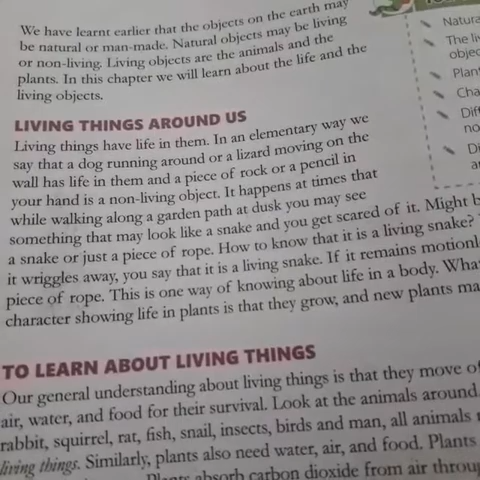 We have learnt earlier that the objects on the earth may
be natural or man-made. Natural objects may be living
or non-living. Living objects are the animals and the
plants. In this chapter we will learn about the life and the
living objects.
LIVING THINGS AROUND US
Living things have life in them. In an elementary way we
say that a dog running around or a lizard moving on the
wall has life in them and a piece of rock or a pencil in
your hand is a non-living object. It happens at times that
while walking along a garden path at dusk you may see
something that may look like a snake and you get scared of it. Might b
a snake or just a piece of rope. How to know that it is a living snake?
it wriggles away, you say that it is a living snake. If it remains motionl
piece of rope. This is one way of knowing about life in a body. Wha
character showing life in plants is that they grow, and new plants ma
TO LEARN ABOUT LIVING THINGS
Our general understanding about living things is that they move o
air, water, and food for their survival. Look at the animals around.
rabbit, squirrel, rat, fish, snail, insects, birds and man, all animals
living things. Similarly, plants also need water, air, and food. Plants
Plants absorb carbon dioxide from air throu
Natura
The li
objec
Plan
Cha
Diff
no
Di
a